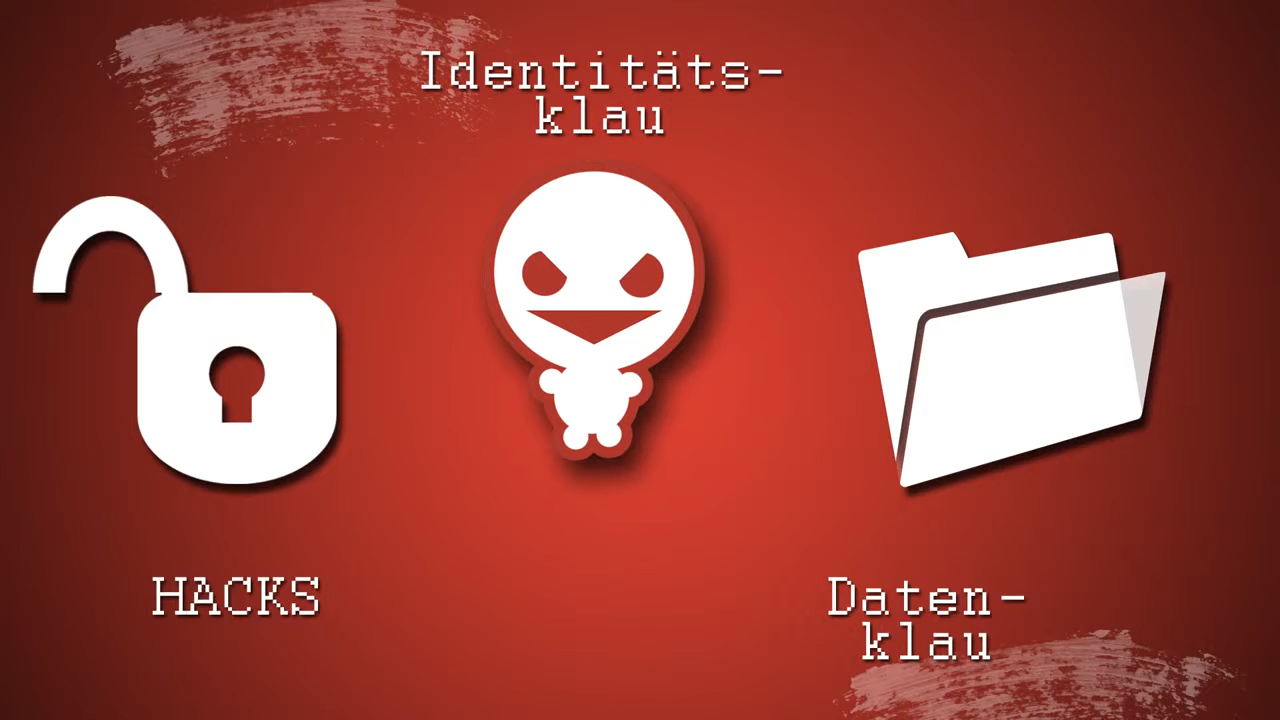 Identitäts-
klau
HACKS
Daten-
klau